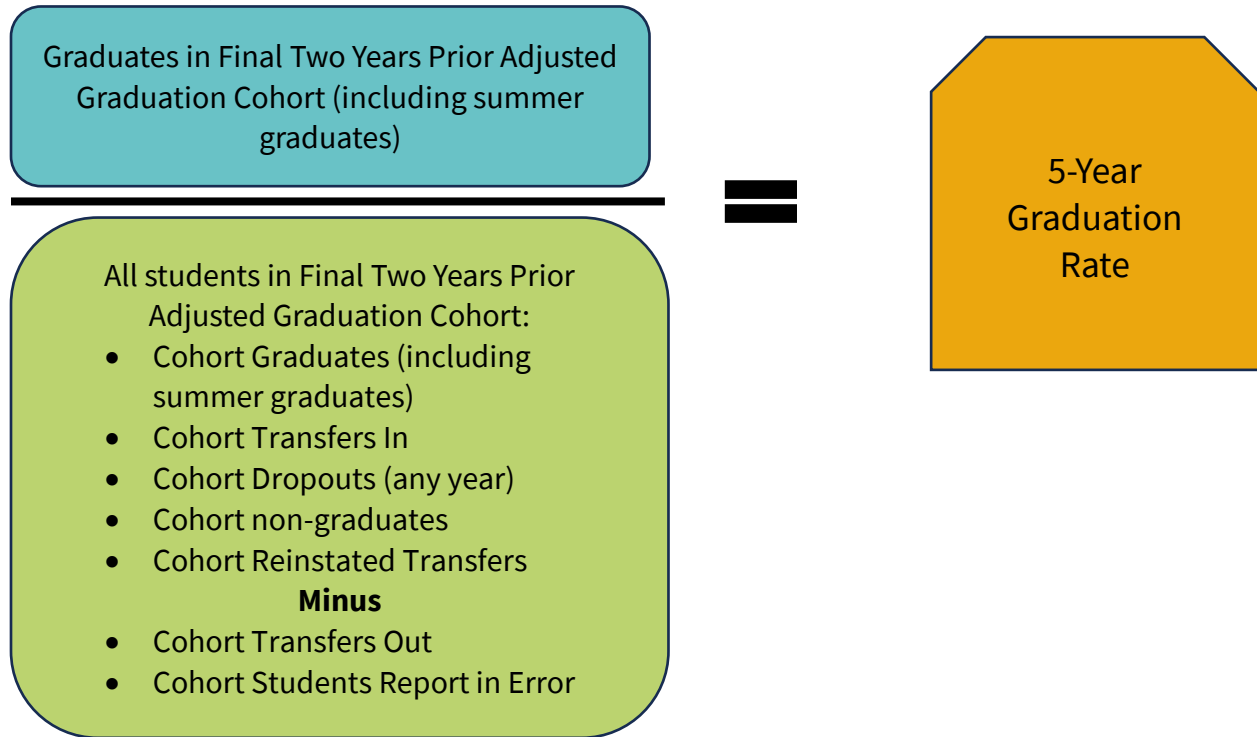 Graduates in Final Two Years Prior Adjusted
Graduation Cohort (including summer
graduates)
All students in Final Two Years Prior
Adjusted Graduation Cohort:
• Cohort Graduates (including
summer graduates)
• Cohort Transfers In
• Cohort Dropouts (any year)
• Cohort non-graduates
• Cohort Reinstated Transfers
Minus
• Cohort Transfers Out
• Cohort Students Report in Error
=
5-Year
Graduation
Rate